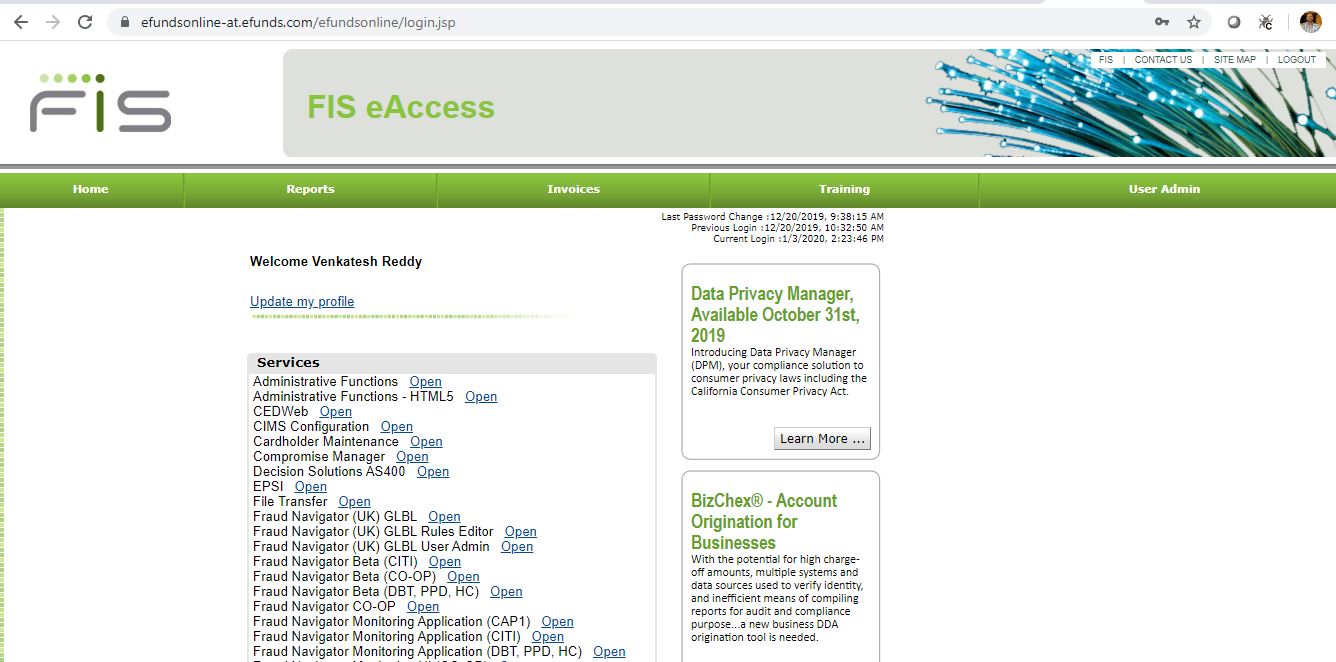 efundsonline-at.efunds.com/efundsonline/login.jsp
FIS
FIS eAccess
FIS | CONTACT US | SITE MAP | LOGOUT
Home Reports Invoices Training User Admin
Last Password Change :12/20/2019, 9:38:15 AM
Previous Login :12/20/2019, 10:32:50 AM
Current Login :1/3/2020, 2:23:46 PM
Welcome Venkatesh Reddy
Update my profile
Services
Administrative Functions Open
Administrative Functions - HTML5 Open
CEDWeb Open
CIMS Configuration Open
Cardholder Maintenance Open
Compromise Manager Open
Decision Solutions AS400 Open
EPSI Open
File Transfer Open
Fraud Navigator (UK) GLBL Open
Fraud Navigator (UK) GLBL Rules Editor Open
Fraud Navigator (UK) GLBL User Admin Open
Fraud Navigator Beta (CITI) Open
Fraud Navigator Beta (CO-OP) Open
Fraud Navigator Beta (DBT, PPD, HC) Open
Fraud Navigator CO-OP Open
Fraud Navigator Monitoring Application (CAP1) Open
Fraud Navigator Monitoring Application (CITI) Open
Fraud Navigator Monitoring Application (DBT, PPD, HC) Open
Data Privacy Manager,
Available October 31st,
2019
Introducing Data Privacy Manager
(DPM), your compliance solution to
consumer privacy laws including the
California Consumer Privacy Act.
Learn More ...
BizChex® - Account
Origination for
Businesses
With the potential for high charge-
off amounts, multiple systems and
data sources used to verify identity,
and inefficient means of compiling
reports for audit and compliance
purpose...a new business DDA
origination tool is needed.